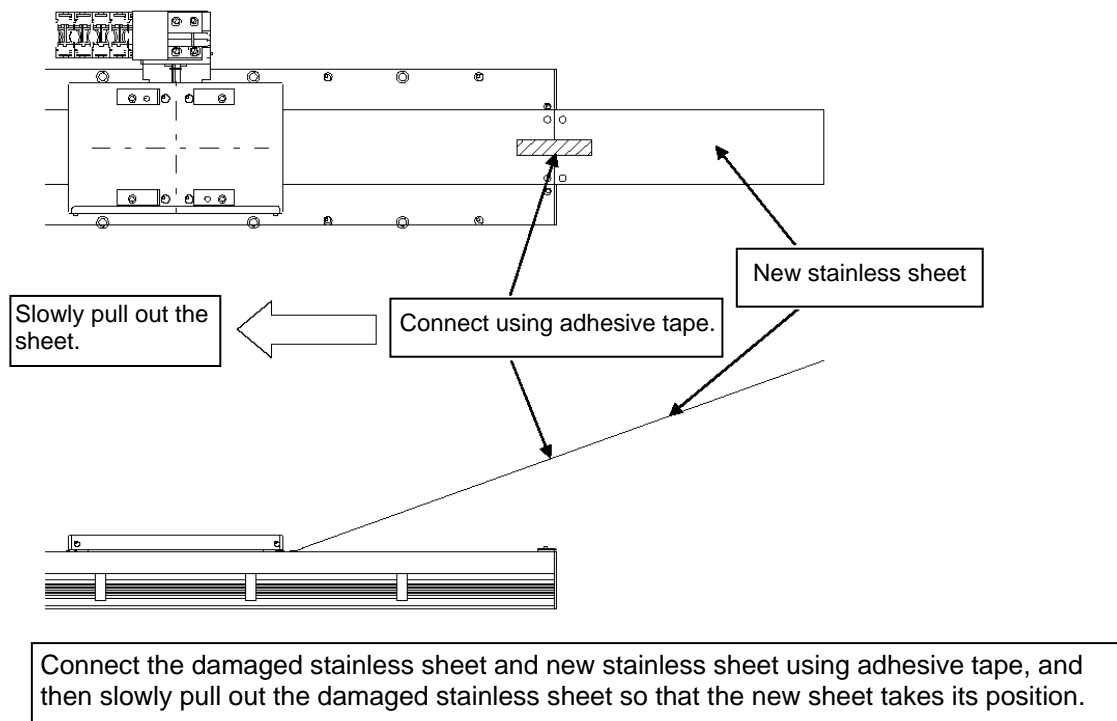 New stainless sheet
Slowly pull out the
sheet.
Connect using adhesive tape.
Connect the damaged stainless sheet and new stainless sheet using adhesive tape, and
then slowly pull out the damaged stainless sheet so that the new sheet takes its position.